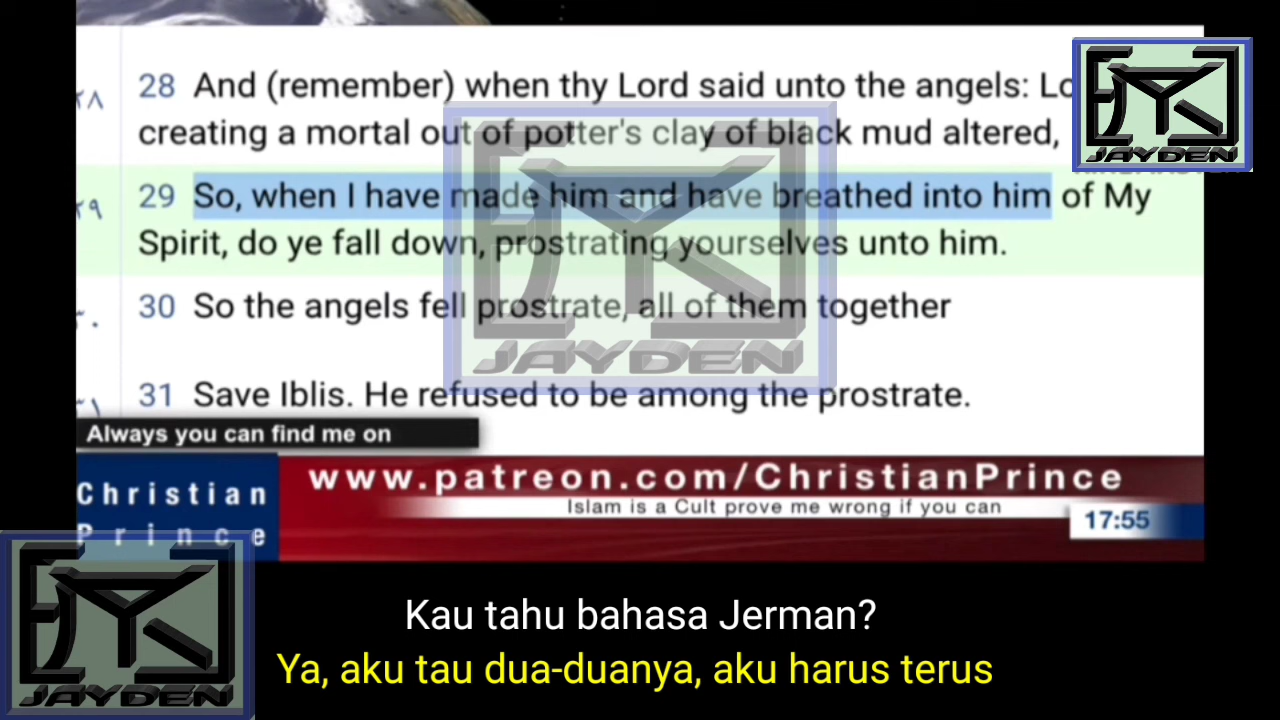 JAYDEN
٢٨ 28 And (remember) when thy Lord said unto the angels: Lo
creating a mortal out of potter's clay of black mud altered,
٢٩ 29 So, when I have made him and have breathed into him of My
Spirit, do ye fall down, prostrating yourselves unto him.
30 So the angels fell prostrate, all of them together
JAYDEN
31 Save Iblis. He refused to be among the prostrate.
Always you can find me on
Christian
Prince
www.patreon.com/ChristianPrince
Islam is a Cult prove me wrong if you can
17:55
JAYDEN
Kau tahu bahasa Jerman?
Ya, aku tau dua-duanya, aku harus terus